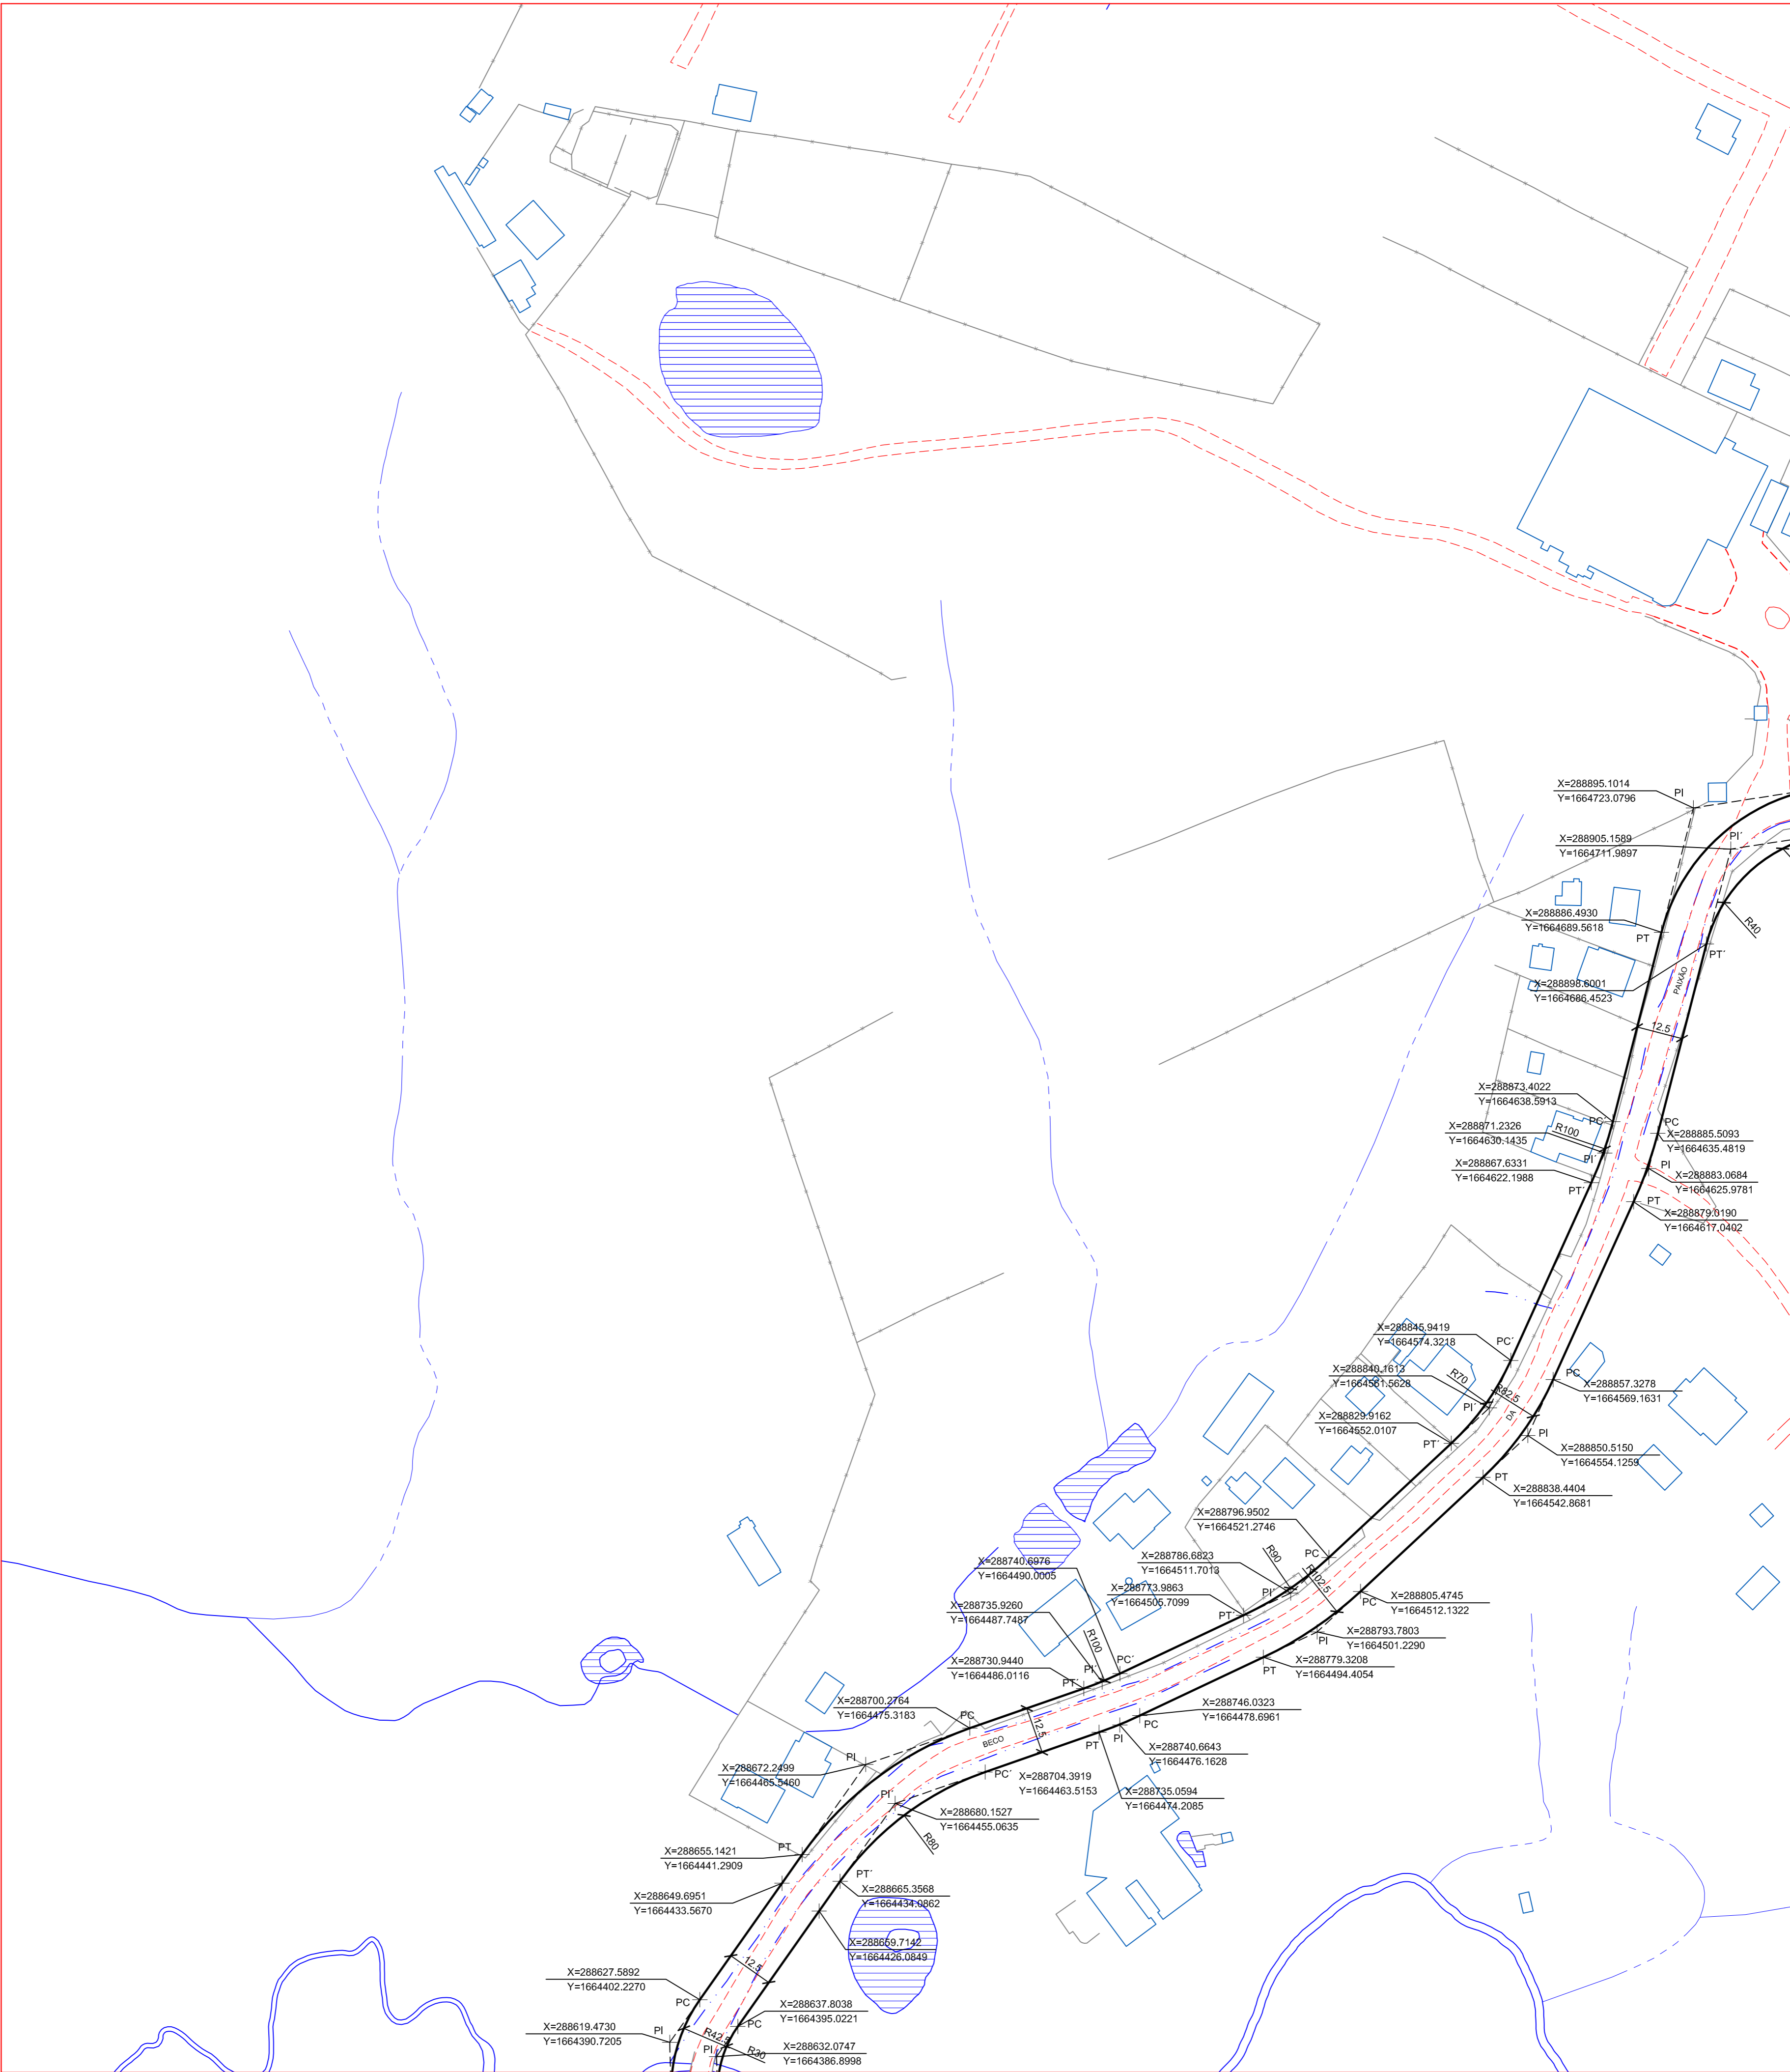 X=288895.1014
PI
Y=1664723.0796
X=288905.1589
PI´
Y=1664711.9897
X=288886.4930
Y=1664689.5618
PT
R40
PT´
PAIXÃO
X=288898.6001
Y=1664686.4523
12.5
X=288873.4022
Y=1664638.5913
PC´
PC
X=288871.2326
R100
Y=1664630.1435
X=288885.5093
Y=1664635.4819
PI´
X=288867.6331
PI
Y=1664622.1988
X=288883.0684
Y=1664625.9781
PT´
PT
X=288879.0190
Y=1664617.0402
X=288845.9419
Y=1664574.3218
PC´
X=288840.1613
R70
PC
Y=1664561.5628
X=288857.3278
Y=1664569.1631
R82.5
PI´
DA
X=288829.9162
Y=1664552.0107
PI
PT´
X=288850.5150
Y=1664554.1259
PT
X=288838.4404
Y=1664542.8681
X=288796.9502
Y=1664521.2746
PC
X=288740.6976
Y=1664490.0005
X=288786.6823
R90
Y=1664511.7013
R102.5
X=288773.9863
PI´
Y=1664505.7099
PC
X=288805.4745
Y=1664512.1322
X=288735.9260
PT´
Y=1664487.7487
X=288793.7803
PI
Y=1664501.2290
R100
X=288730.9440
PI´
PC´
PT
X=288779.3208
Y=1664486.0116
PT´
Y=1664494.4054
X=288700.2764
Y=1664475.3183
PC
X=288746.0323
Y=1664478.6961
PC
12.5
PT
PI
BECO
X=288740.6643
Y=1664476.1628
PI
X=288672.2499
Y=1664465.5460
PC´
X=288704.3919
Y=1664463.5153
X=288735.0594
Y=1664474.2085
PI´
X=288680.1527
Y=1664455.0635
R80
X=288655.1421
PT
Y=1664441.2909
PT´
X=288665.3568
Y=1664434.0862
X=288649.6951
Y=1664433.5670
X=288659.7142
Y=1664426.0849
12.5
X=288627.5892
Y=1664402.2270
PC
X=288637.8038
Y=1664395.0221
PC
X=288619.4730
PI
Y=1664390.7205
R42.5
R30
PI
X=288632.0747
Y=1664386.8998